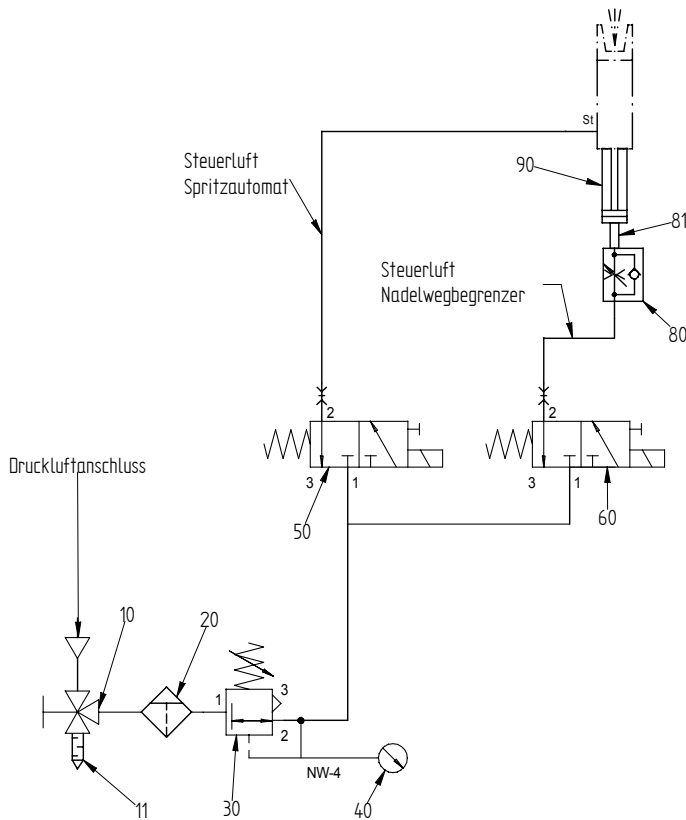 St
Steuerluft
Spritzautomat
90
81
Steuerluft
Nadelwegbegrenzer
80
2
2
3
1
50
3
1
60
Druckluftanschluss
10
20
1
3
2
NW-4
11
30
40